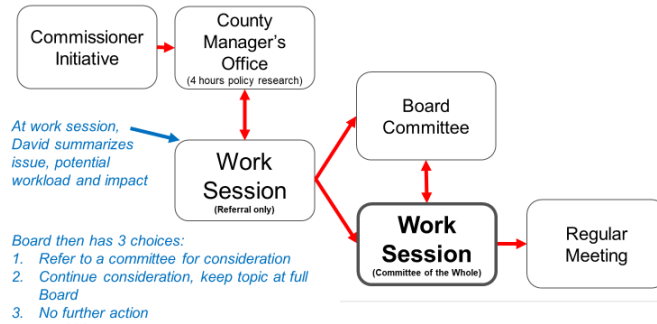 Commissioner
Initiative
County
Manager's
Office
(4 hours policy research)
At work session,
David summarizes
issue, potential
workload and impact
Work
Session
(Referral only)
Board
Committee
Work
Session
(Committee of the Whole)
Regular
Meeting
Board then has 3 choices:
1. Refer to a committee for consideration
2. Continue consideration, keep topic at full
Board
3. No further action